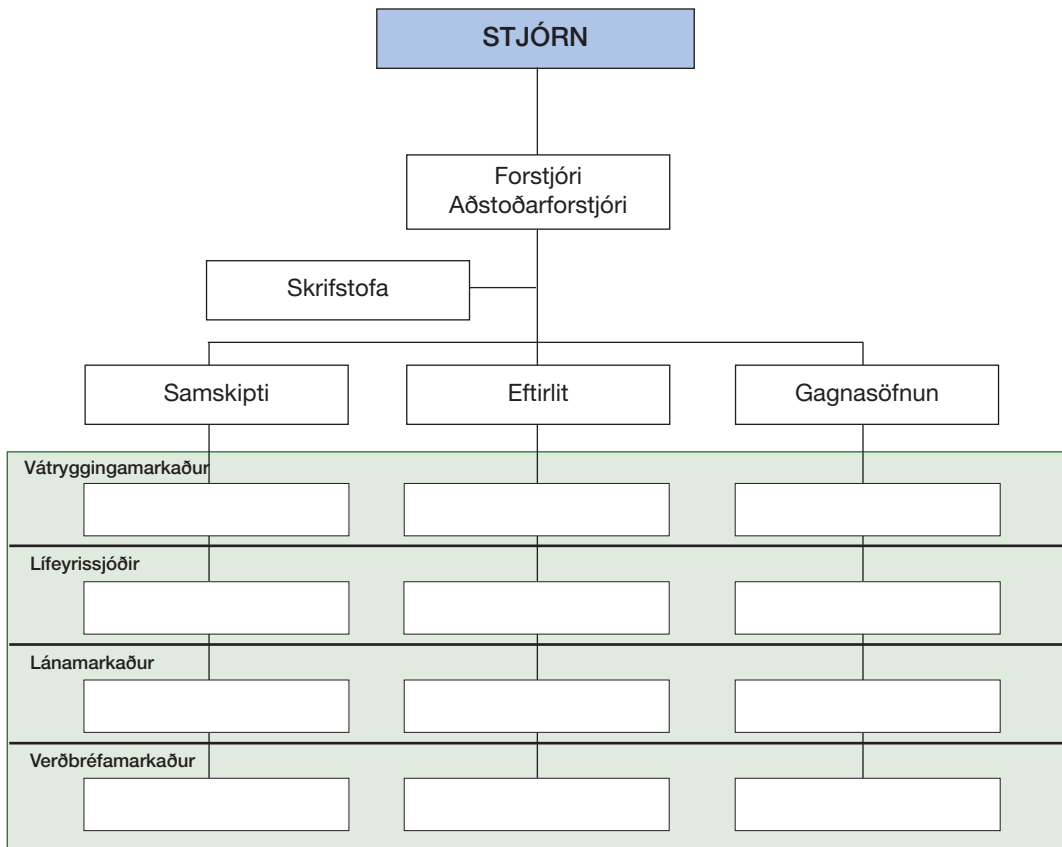 STJÓRN
Forstjóri
Aðstoðarforstjóri
Skrifstofa
Samskipti
Eftirlit
Gagnasöfnun
Vátryggingamarkaður
Lífeyrissjóðir
Lánamarkaður
Verðbréfamarkaður